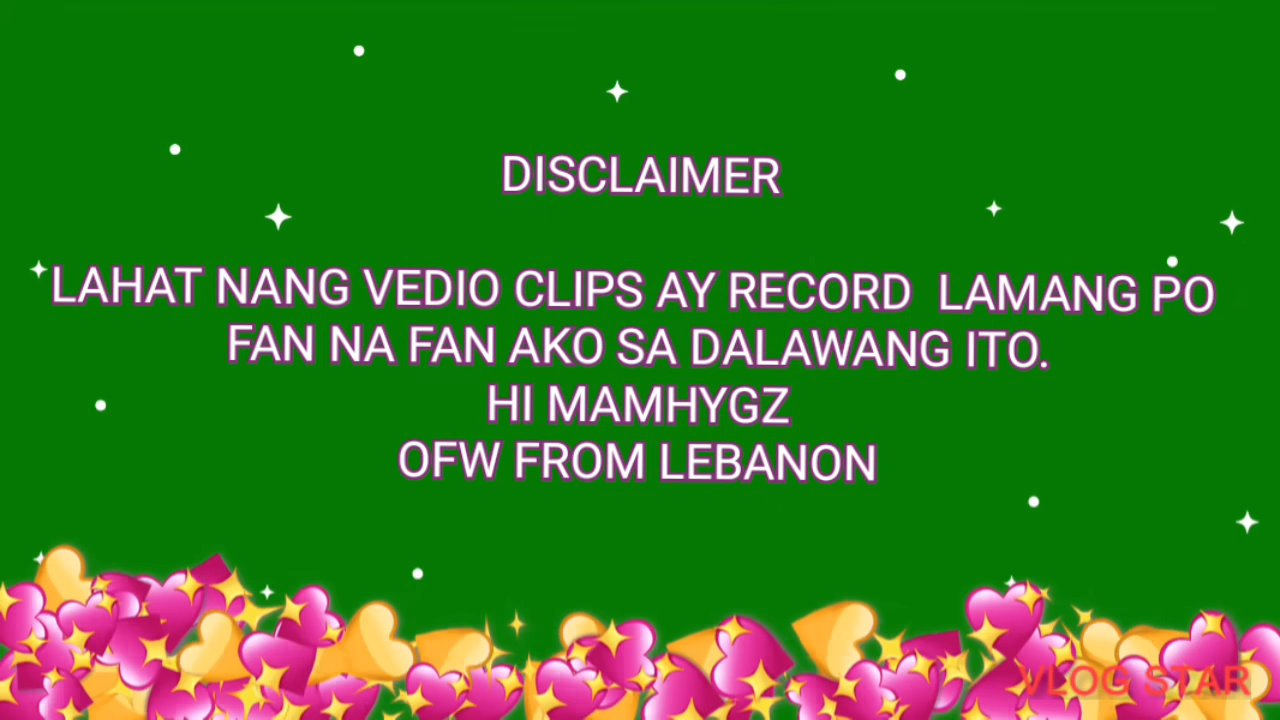 DISCLAIMER
LAHAT NANG VEDIO CLIPS AY RECORD LAMANG PO
FAN NA FAN AKO SA DALAWANG ITO.
HI MAMHYGZ
OFW FROM LEBANON
VLOG STAR